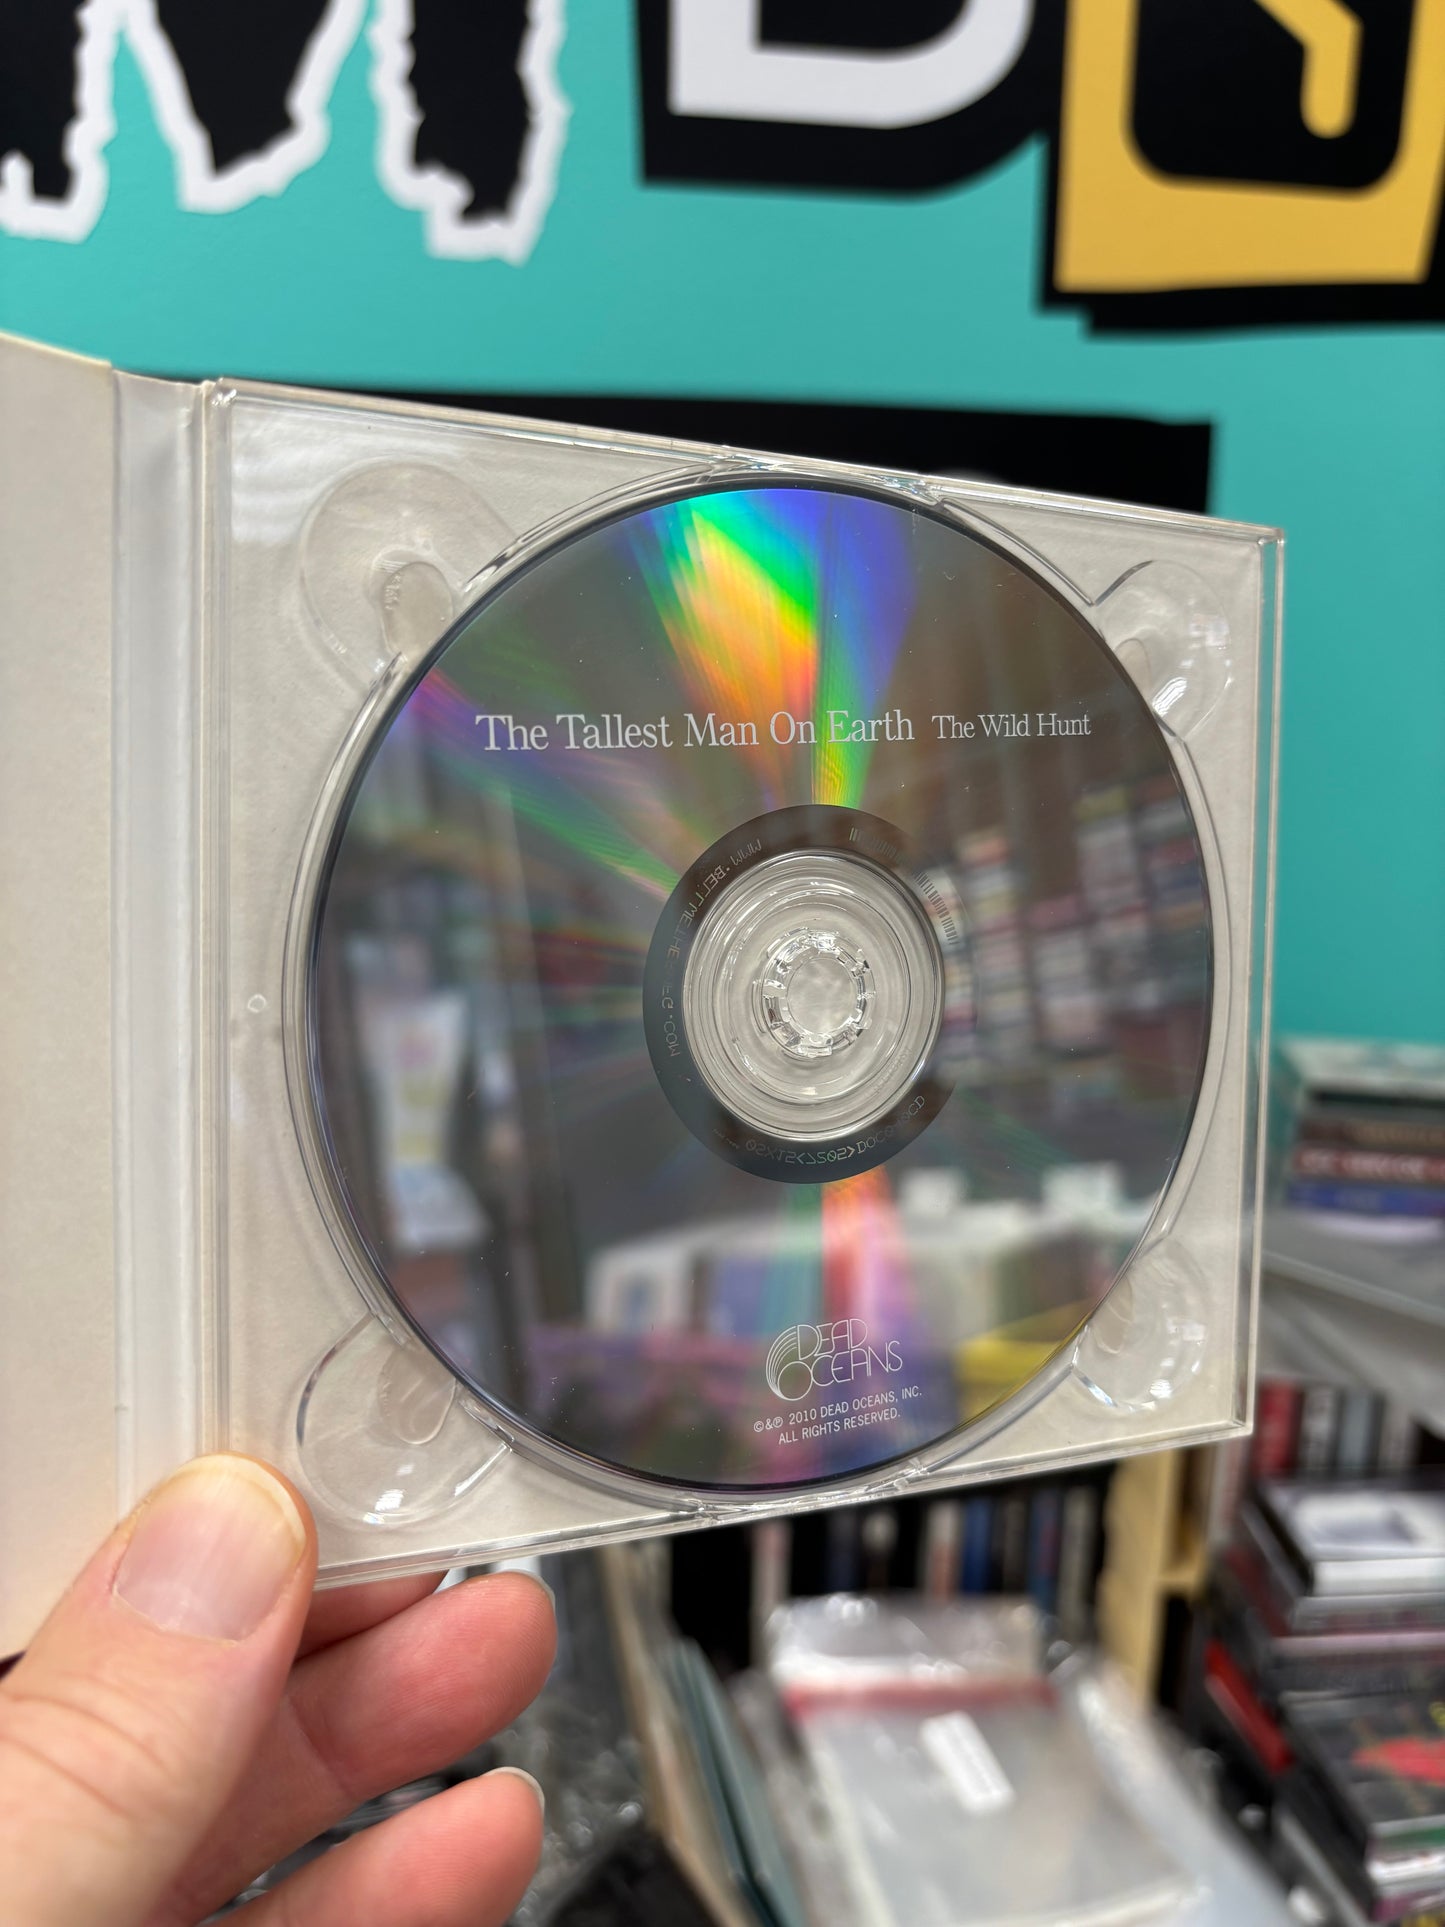 The Tallest Man On Earth The Wild Hunt
DEAD
OCEANS
©&℗ 2010 DEAD OCEANS, INC.
ALL RIGHTS RESERVED.